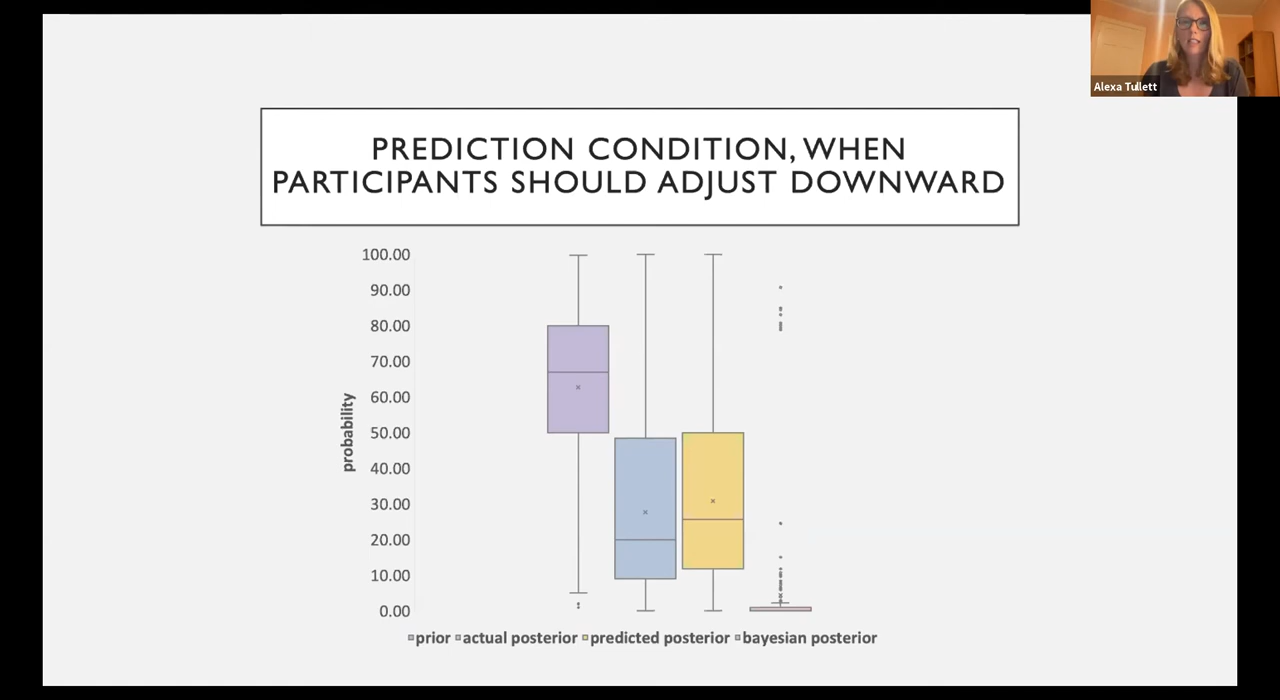 Alexa Tullett
PREDICTION CONDITION, WHEN
PARTICIPANTS SHOULD ADJUST DOWNWARD
100.00
90.00
80.00
70.00
60.00
50.00
40.00
30.00
20.00
10.00
0.00
probability
prior actual posterior predicted posterior bayesian posterior